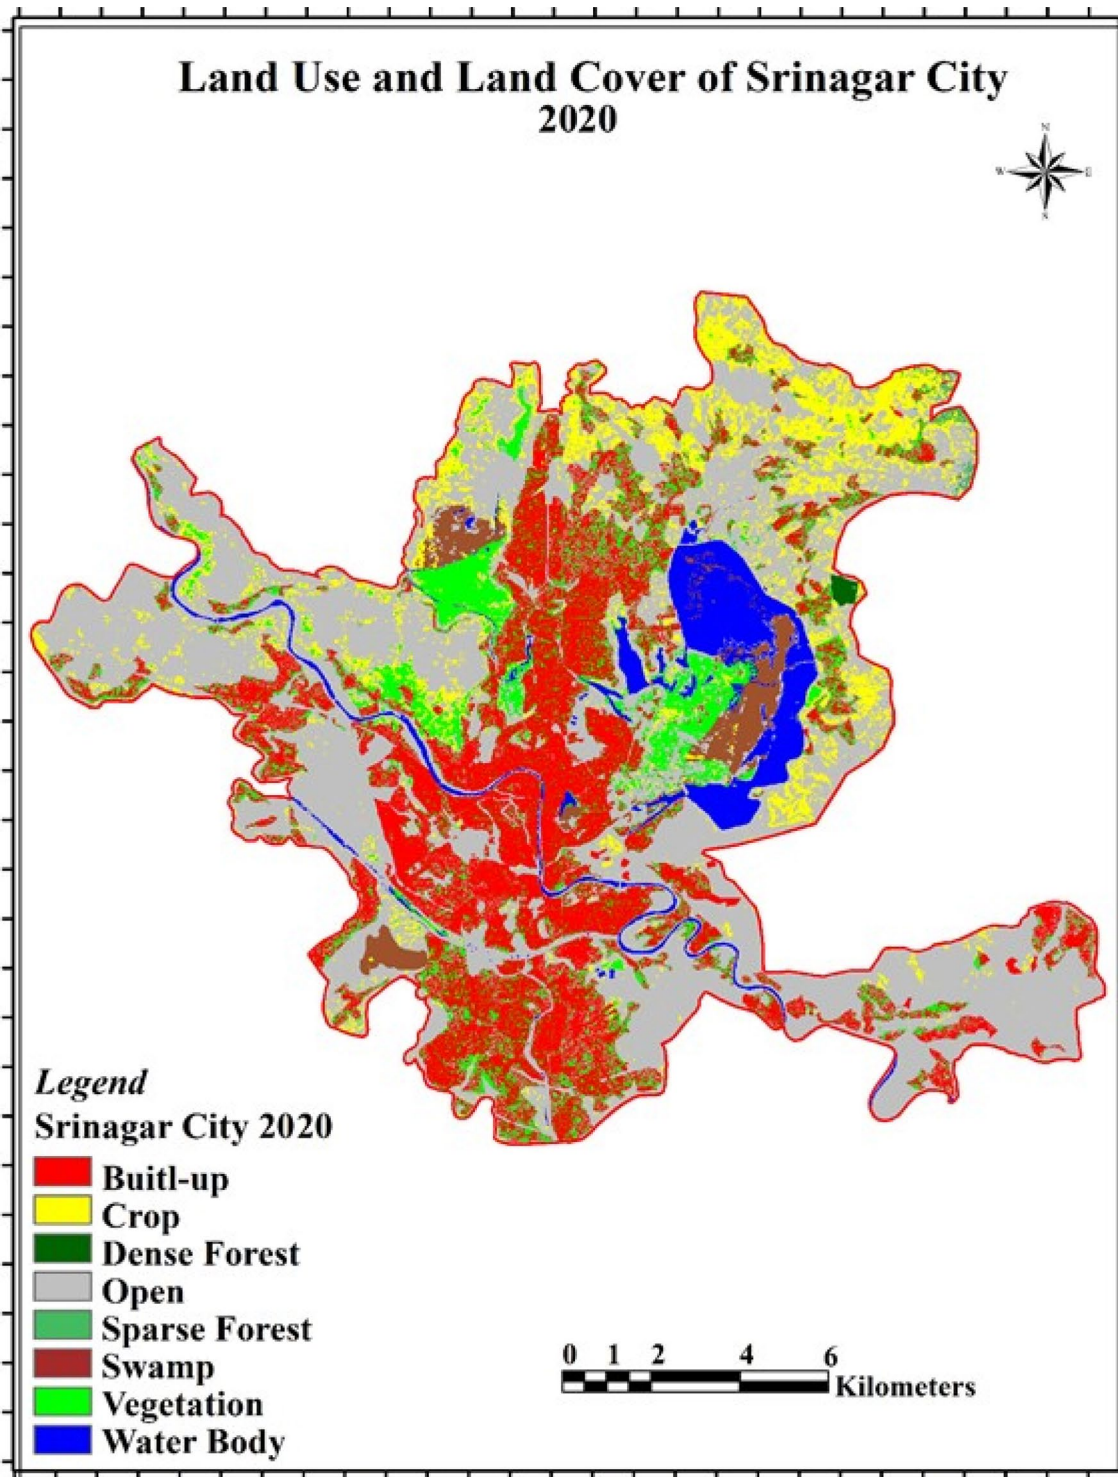 Land Use and Land Cover of Srinagar City
2020
N
W E
S
Legend
Srinagar City 2020
Buitl-up
Crop
Dense Forest
Open
Sparse Forest
Swamp
Vegetation
Water Body
0 1 2 4 6
Kilometers